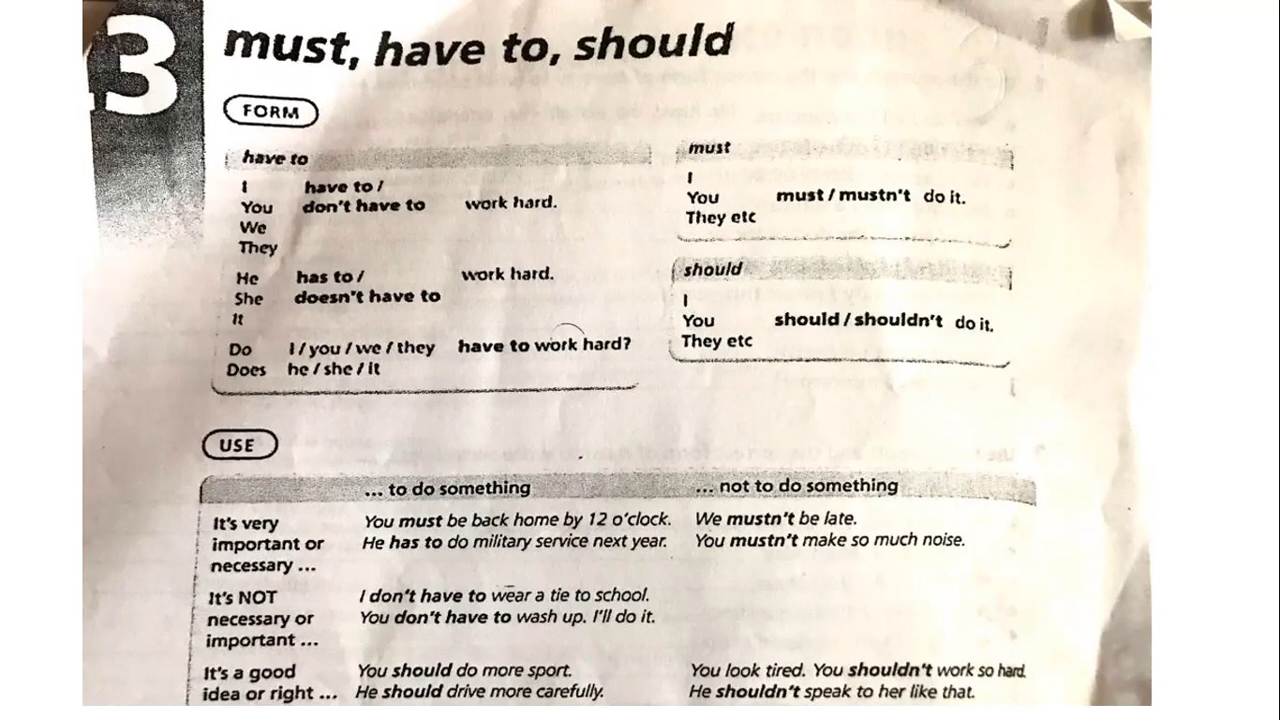 3
must, have to, should
FORM
have to
I have to /
You don't have to work hard.
We
They
He has to / work hard.
She doesn't have to
It
Do I / you / we / they have to work hard?
Does he / she / it
must
I
You must / mustn't do it.
They etc
should
I
You should / shouldn't do it.
They etc
USE
... to do something ... not to do something
It's very You must be back home by 12 o'clock. We mustn't be late.
important or He has to do military service next year. You mustn't make so much noise.
necessary ...
It's NOT I don't have to wear a tie to school.
necessary or You don't have to wash up. I'll do it.
important ...
It's a good You should do more sport. You look tired. You shouldn't work so hard.
idea or right ... He should drive more carefully. He shouldn't speak to her like that.